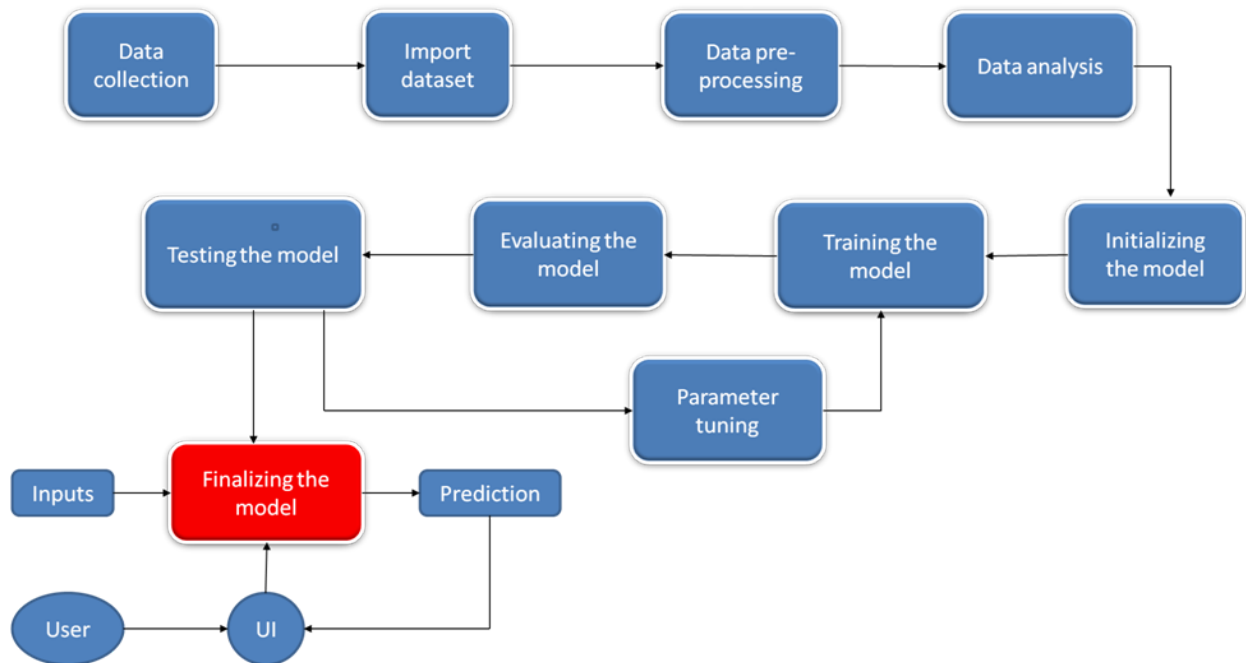 Data
collection
Import
dataset
Data pre-
processing
Data analysis
Testing the model
Evaluating the
model
Training the
model
Initializing
the model
Parameter
tuning
Inputs
Finalizing the
model
Prediction
User
UI